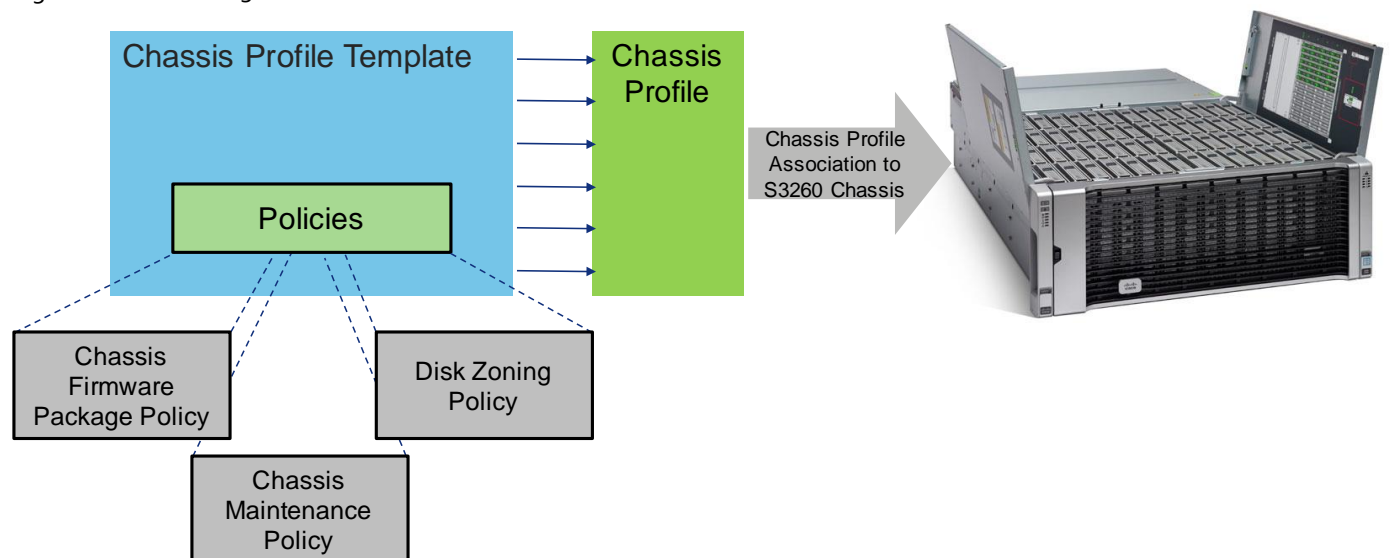 Chassis Profile Template
Chassis
Profile
Policies
Chassis Profile
Association to
S3260 Chassis
Chassis
Firmware
Package Policy
Disk Zoning
Policy
Chassis
Maintenance
Policy